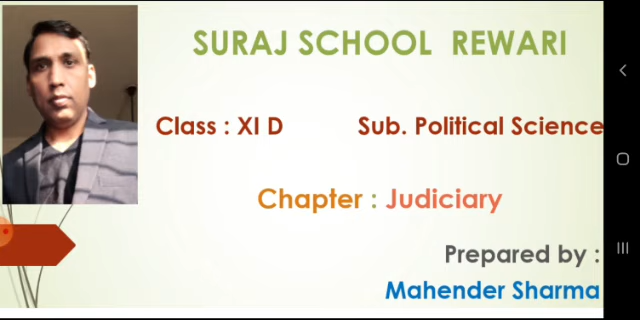 SURAJ SCHOOL REWARI
Class : XI D Sub. Political Science
Chapter : Judiciary
Prepared by :
Mahender Sharma